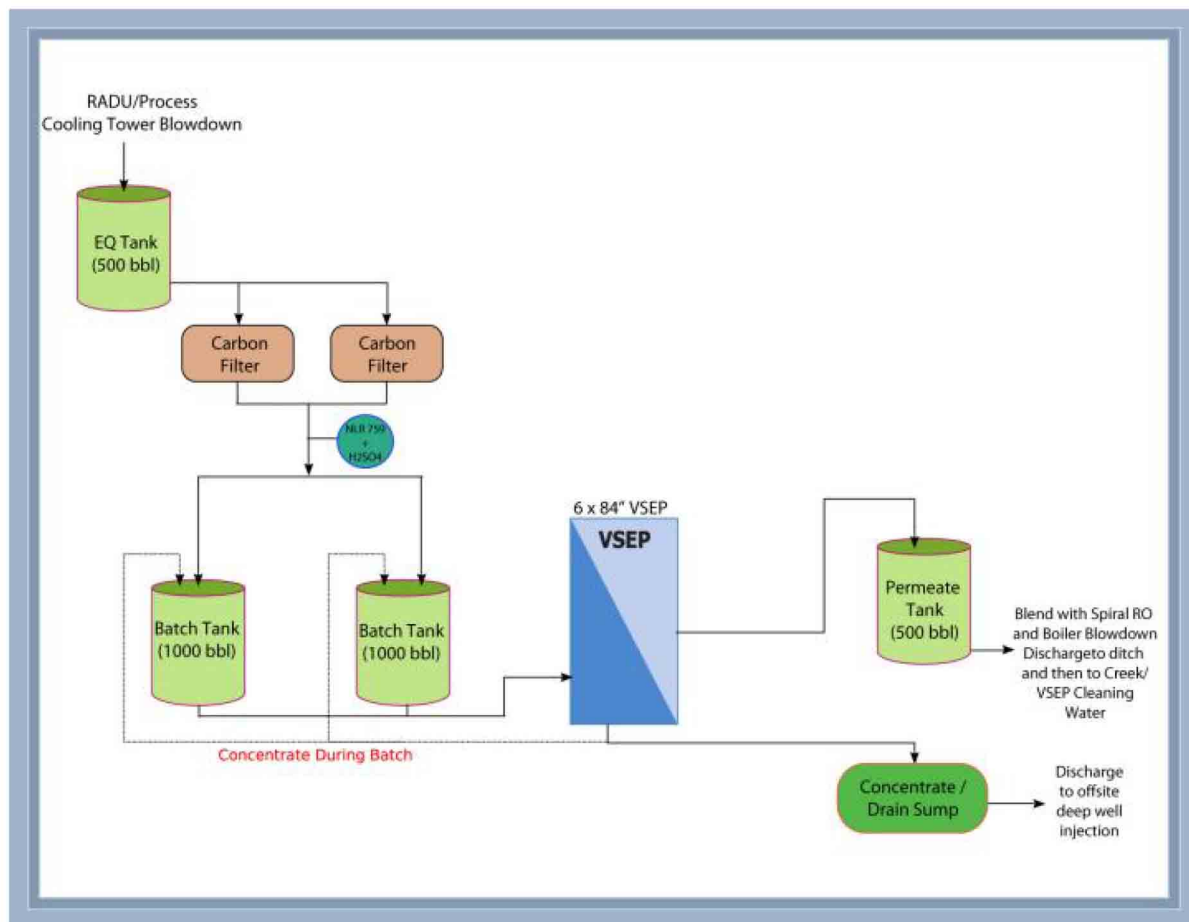 RADU/Process
Cooling Tower Blowdown
EQ Tank
(500 bbl)
Carbon
Filter
Carbon
Filter
NLR 759
+
H2SO4
6 x 84” VSEP
VSEP
Batch Tank
(1000 bbl)
Batch Tank
(1000 bbl)
Permeate
Tank
(500 bbl)
Blend with Spiral RO
and Boiler Blowdown
Dischargeto ditch
and then to Creek/
VSEP Cleaning
Water
Concentrate During Batch
Concentrate /
Drain Sump
Discharge
to offsite
deep well
injection